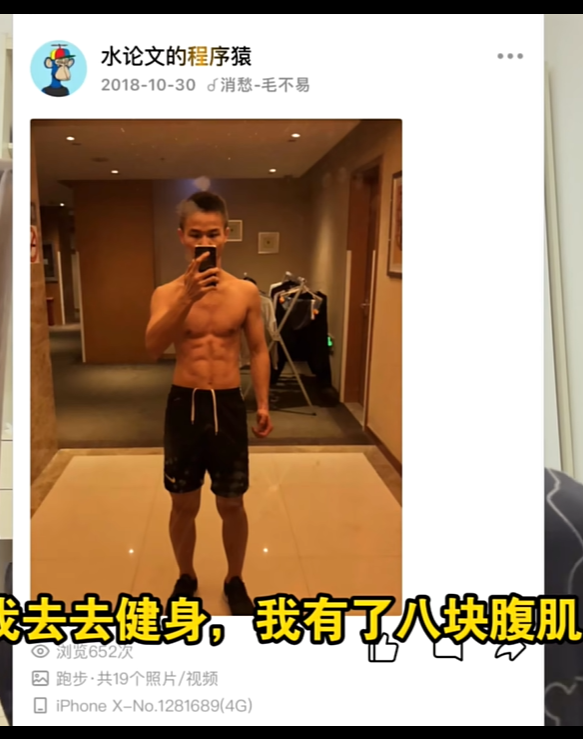 水论文的程序猿
2018-10-30 消愁-毛不易
我去去健身，我有了八块腹肌
浏览652次
跑步·共19个照片/视频
iPhone X-No.1281689(4G)